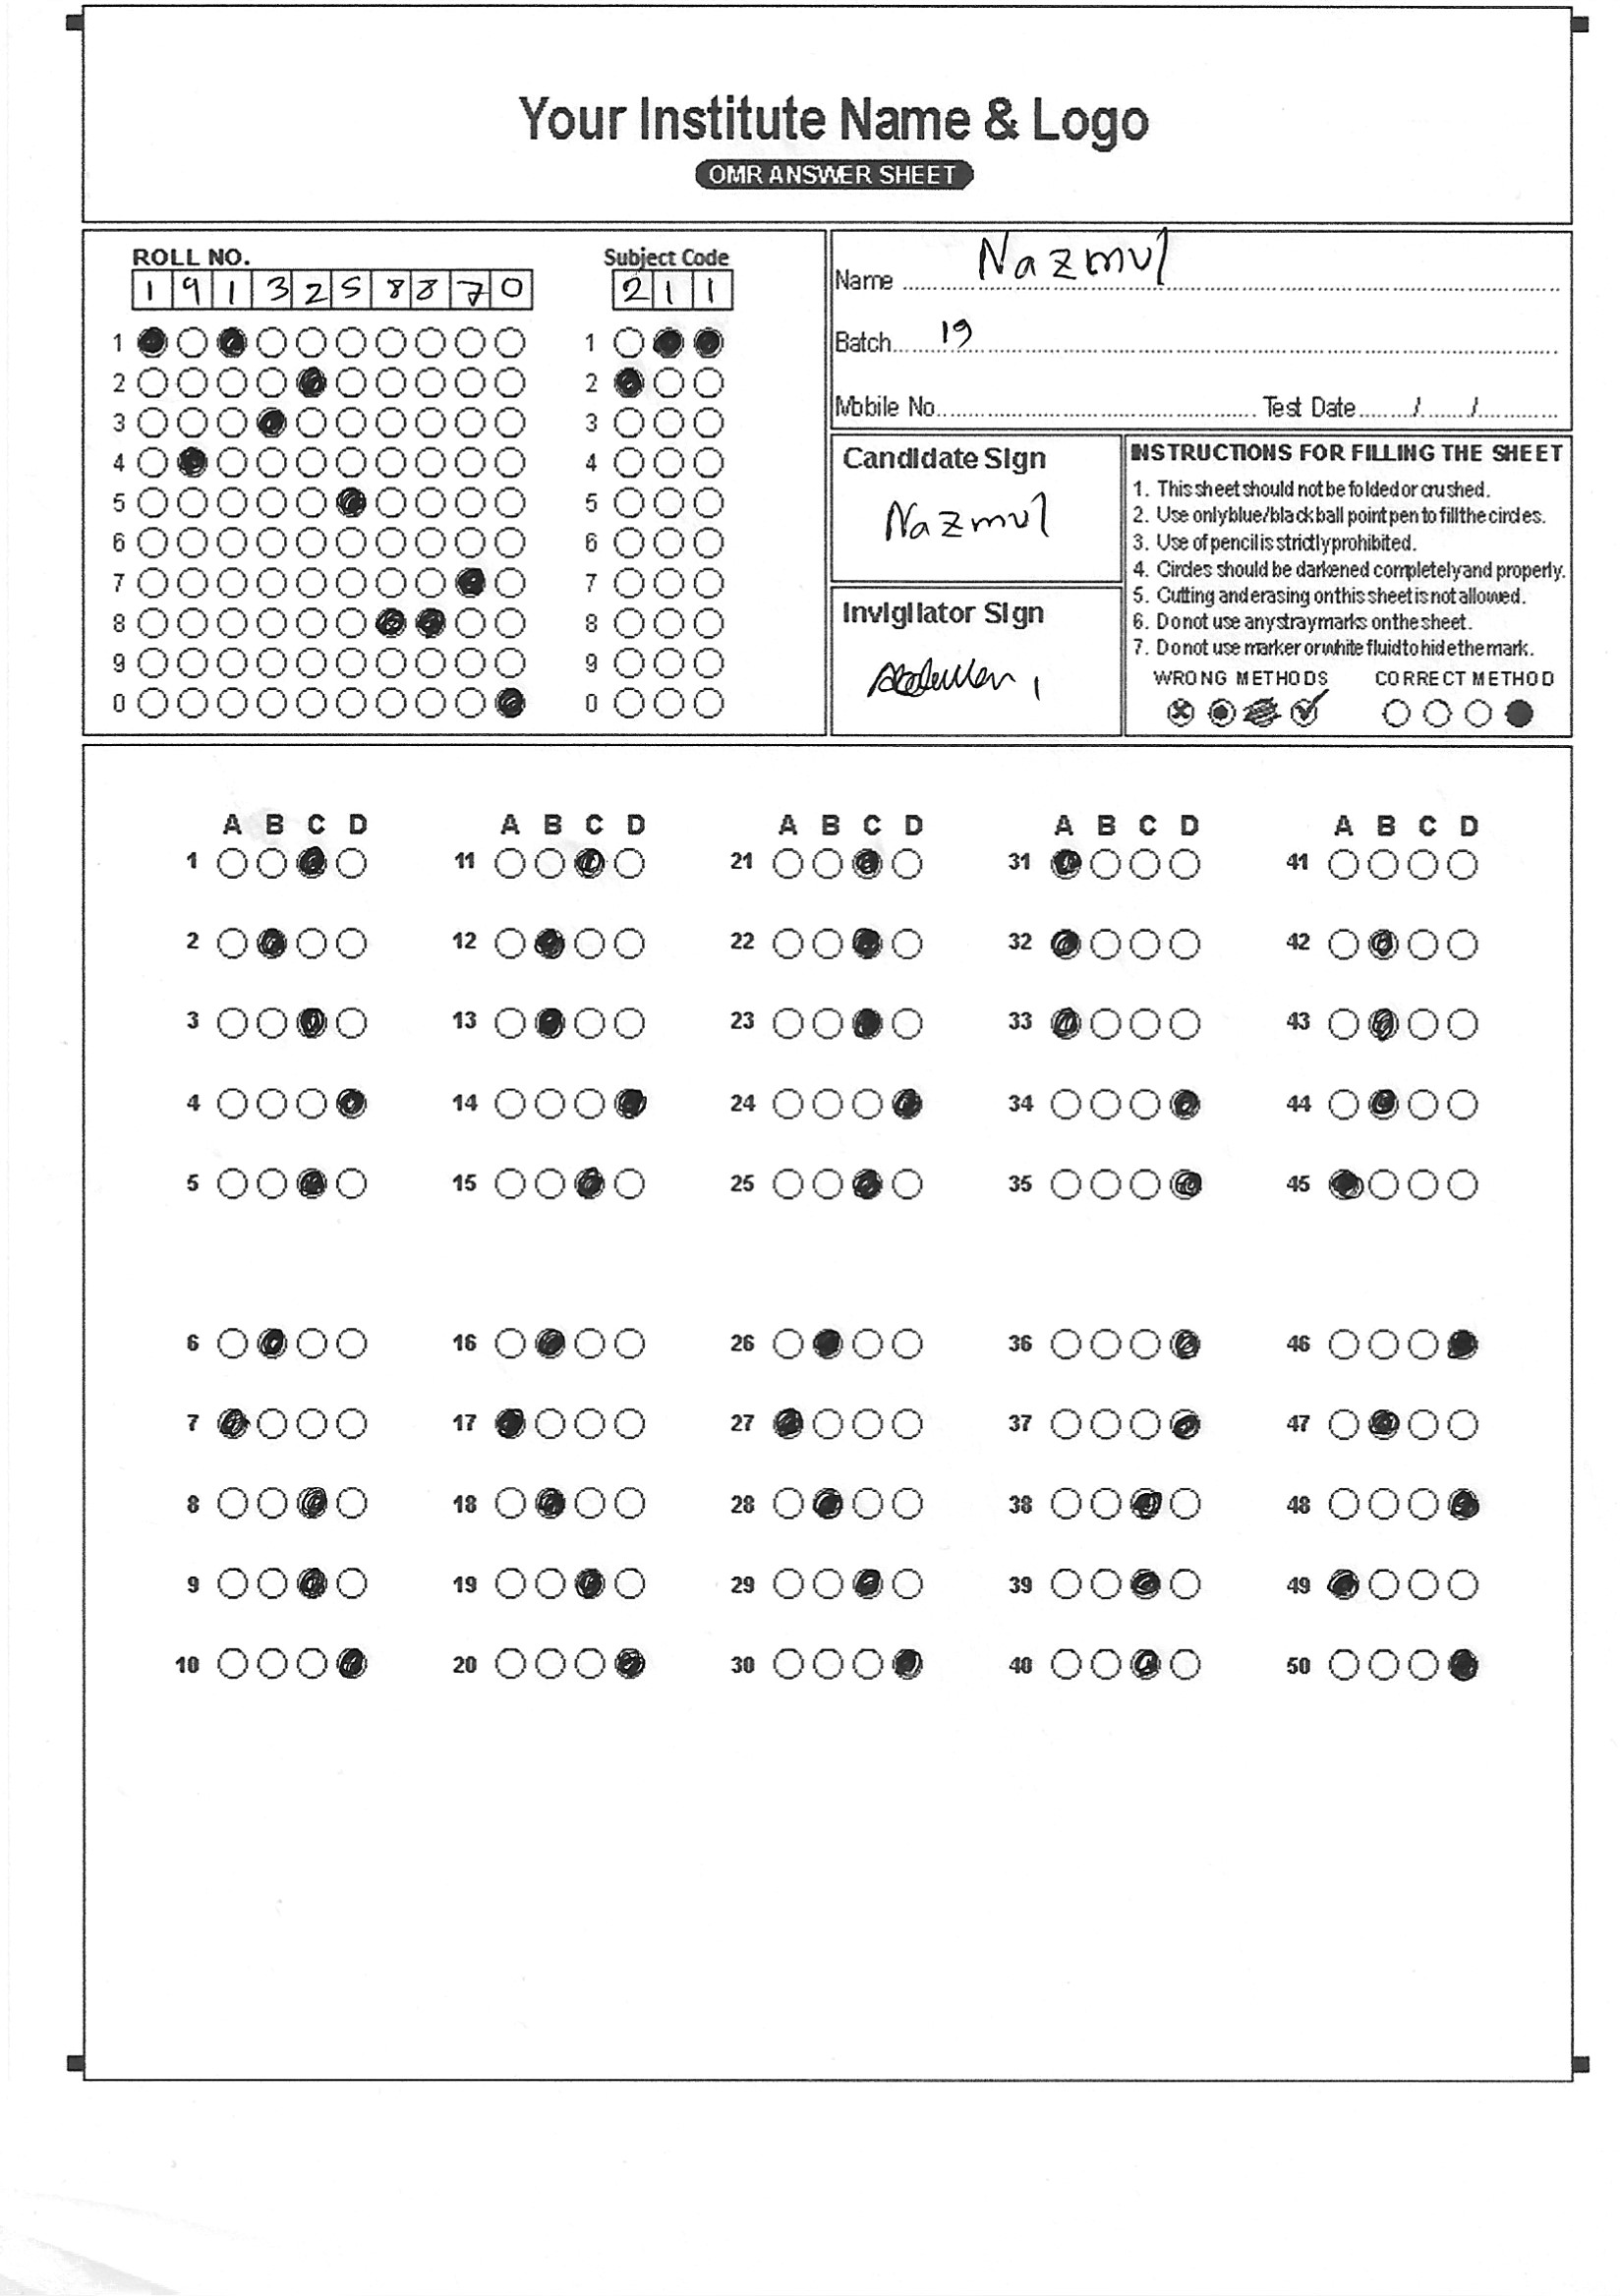 Your Institute Name & Logo
OMR ANSWER SHEET
ROLL NO.
1 9 1 3 2 5 8 8 7 0
1
2
3
4
5
6
7
8
9
0
Subject Code
2 1 1
1
2
3
4
5
6
7
8
9
0
Name Nazmul
Batch 19
Mobile No. Test Date / /
Candidate Sign
Nazmul
Invigilator Sign
INSTRUCTIONS FOR FILLING THE SHEET
1. This sheet should not be folded or crushed.
2. Use only blue/black ball point pen to fill the circles.
3. Use of pencil is strictly prohibited.
4. Circles should be darkened completely and properly.
5. Cutting and erasing on this sheet is not allowed.
6. Do not use any stray marks on the sheet.
7. Do not use marker or white fluid to hide the mark.
WRONG METHODS CORRECT METHOD
A B C D A B C D A B C D A B C D A B C D
1 11 21 31 41
2 12 22 32 42
3 13 23 33 43
4 14 24 34 44
5 15 25 35 45
6 16 26 36 46
7 17 27 37 47
8 18 28 38 48
9 19 29 39 49
10 20 30 40 50